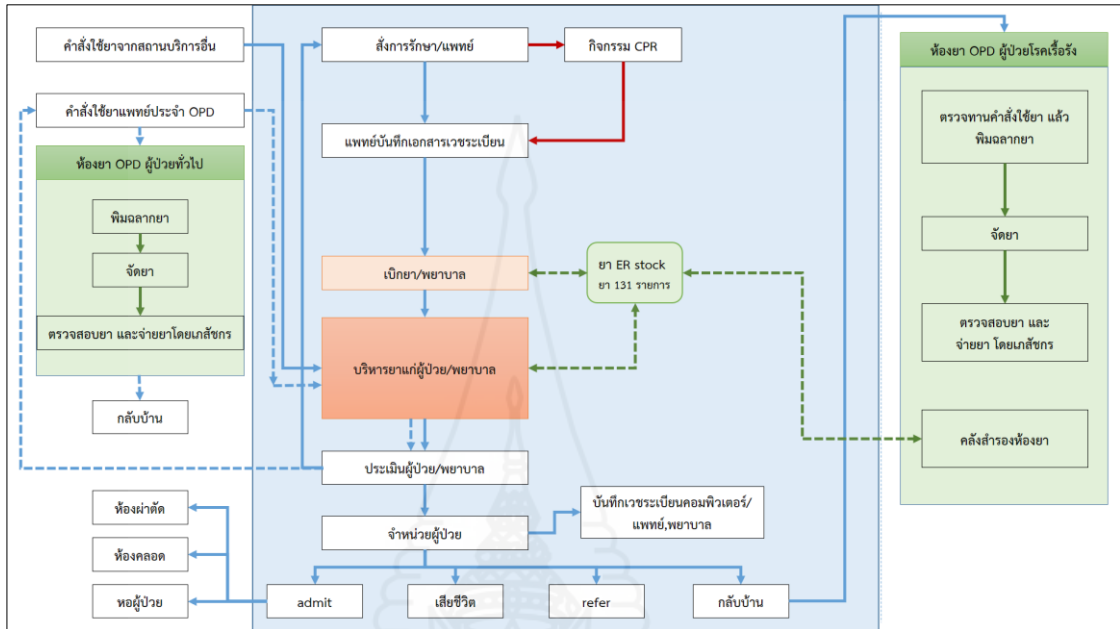 คำสั่งใช้ยาจากสถานบริการอื่น
คำสั่งใช้ยาแพทย์ประจำ OPD
ห้องยา OPD ผู้ป่วยทั่วไป
พิมฉลากยา
จัดยา
ตรวจสอบยา และจ่ายยาโดยเภสัชกร
กลับบ้าน
ห้องผ่าตัด
ห้องคลอด
หอผู้ป่วย
สั่งการรักษา/แพทย์
กิจกรรม CPR
แพทย์บันทึกเอกสารเวชระเบียน
เบิกยา/พยาบาล
ยา ER stock
ยา 131 รายการ
บริหารยาแก่ผู้ป่วย/พยาบาล
ประเมินผู้ป่วย/พยาบาล
จำหน่วยผู้ป่วย
บันทึกเวชระเบียนคอมพิวเตอร์/
แพทย์,พยาบาล
admit
เสียชีวิต
refer
กลับบ้าน
ห้องยา OPD ผู้ป่วยโรคเรื้อรัง
ตรวจทานคำสั่งใช้ยา แล้ว
พิมฉลากยา
จัดยา
ตรวจสอบยา และ
จ่ายยา โดยเภสัชกร
คลังสำรองห้องยา